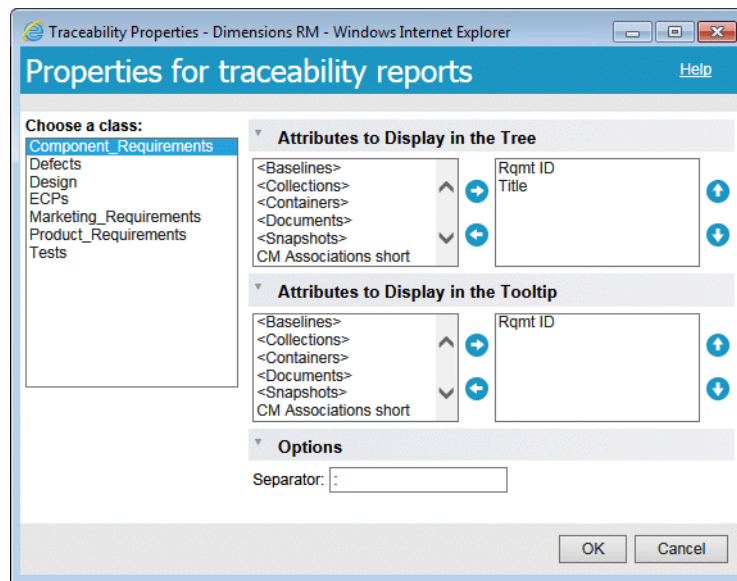 Traceability Properties - Dimensions RM - Windows Internet Explorer
Properties for traceability reports
Help
Choose a class:
Component_Requirements
Defects
Design
ECPs
Marketing_Requirements
Product_Requirements
Tests
Attributes to Display in the Tree
<Baselines>
<Collections>
<Containers>
<Documents>
<Snapshots>
CM Associations short
Rqmt ID
Title
Attributes to Display in the Tooltip
<Baselines>
<Collections>
<Containers>
<Documents>
<Snapshots>
CM Associations short
Rqmt ID
Options
Separator: :
OK
Cancel